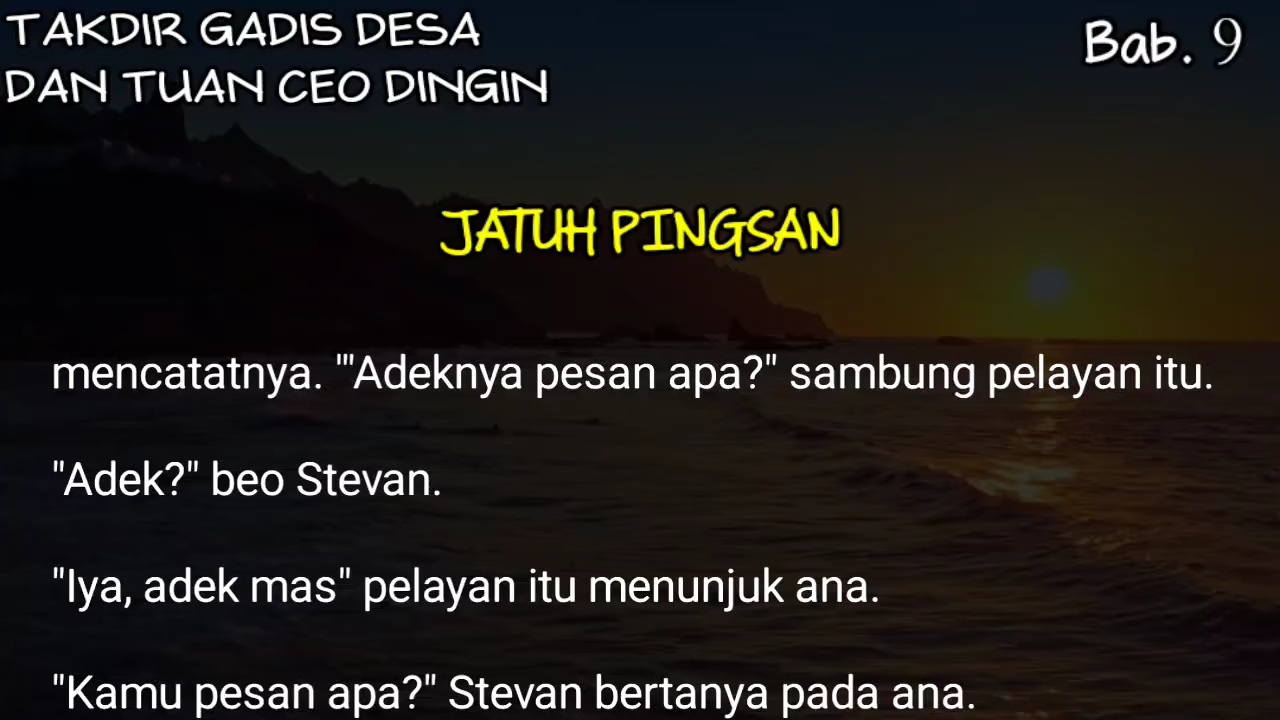 TAKDIR GADIS DESA
DAN TUAN CEO DINGIN
Bab. 9
JATUH PINGSAN
mencatatnya. "'Adeknya pesan apa?" sambung pelayan itu.
"Adek?" beo Stevan.
"Iya, adek mas" pelayan itu menunjuk ana.
"Kamu pesan apa?" Stevan bertanya pada ana.